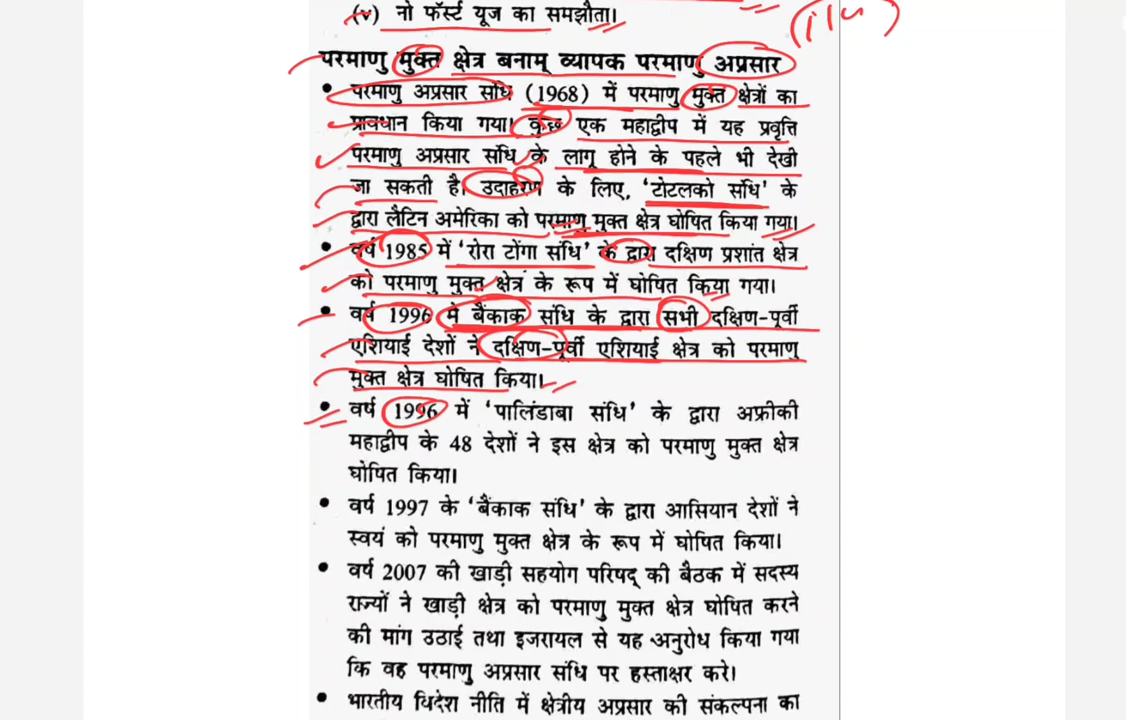 (v) नो फॉर्स्ट यूज का समझौता।
परमाणु मुक्त क्षेत्र बनाम् व्यापक परमाणु अप्रसार
• परमाणु अप्रसार संधि (1968) में परमाणु मुक्त क्षेत्रों का
प्रावधान किया गया। कुछ एक महाद्वीप में यह प्रवृत्ति
परमाणु अप्रसार संधि के लागू होने के पहले भी देखी
जा सकती है। उदाहरण के लिए, 'टोटलको संधि' के
द्वारा लैटिन अमेरिका को परमाणु मुक्त क्षेत्र घोषित किया गया।
• वर्ष 1985 में 'रोरा टोंगा संधि' के द्वारा दक्षिण प्रशांत क्षेत्र
को परमाणु मुक्त क्षेत्र के रूप में घोषित किया गया।
• वर्ष 1996 में बैंकाक संधि के द्वारा सभी दक्षिण-पूर्वी
एशियाई देशों ने दक्षिण-पूर्वी एशियाई क्षेत्र को परमाणु
मुक्त क्षेत्र घोषित किया।
• वर्ष 1996 में 'पालिंडाबा संधि' के द्वारा अफ्रीकी
महाद्वीप के 48 देशों ने इस क्षेत्र को परमाणु मुक्त क्षेत्र
घोषित किया।
• वर्ष 1997 के 'बैंकाक संधि' के द्वारा आसियान देशों ने
स्वयं को परमाणु मुक्त क्षेत्र के रूप में घोषित किया।
• वर्ष 2007 की खाड़ी सहयोग परिषद् की बैठक में सदस्य
राज्यों ने खाड़ी क्षेत्र को परमाणु मुक्त क्षेत्र घोषित करने
की मांग उठाई तथा इजरायल से यह अनुरोध किया गया
कि वह परमाणु अप्रसार संधि पर हस्ताक्षर करे।
• भारतीय विदेश नीति में क्षेत्रीय अप्रसार की संकल्पना का